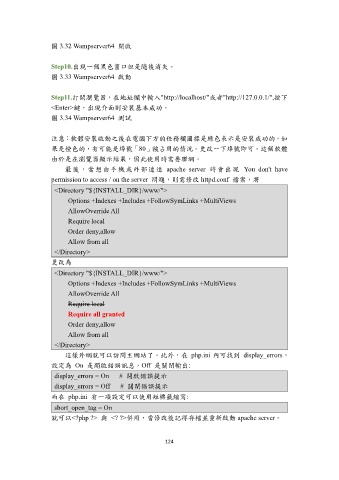 圖 3.32 Wampserver64 開啟
Step10.出現一個黑色窗口但是隨後消失。
圖 3.33 Wampserver64 啟動
Step11.打開瀏覽器，在地址欄中輸入"http://localhost/"或者"http://127.0.0.1/",按下
<Enter>鍵，出現介面則安裝基本成功。
圖 3.34 Wampserver64 測試
注意：軟體安裝啟動之後在電腦下方的任務欄圖標是綠色表示是安裝成功的，如
果是橙色的，有可能是埠號「80」被占用的情況，更改一下埠號即可。這個軟體
由於是在瀏覽器顯示結果，因此使用時需要聯網。
最後，當想由手機或外部連進 apache server 時會出現 You don't have
permission to access / on the server 問題，則需修改 httpd.conf 檔案，將
<Directory "${INSTALL_DIR}/www/">
Options +Indexes +Includes +FollowSymLinks +MultiViews
AllowOverride All
Require local
Order deny,allow
Allow from all
</Directory>
更改為
<Directory "${INSTALL_DIR}/www/">
Options +Indexes +Includes +FollowSymLinks +MultiViews
AllowOverride All
Require local
Require all granted
Order deny,allow
Allow from all
</Directory>
這樣外網就可以訪問主網站了。此外，在 php.ini 內可找到 display_errors，
設定為 On 是開啟錯誤訊息，Off 是關閉輸出:
display_errors = On # 開啟錯誤提示
display_errors = Off # 關閉錯誤提示
而在 php.ini 有一項設定可以使用短標籤縮寫:
short_open_tag = On
就可以<?php ?> 與 <? ?>併用，當修改後記得存檔並重新啟動 apache server。
124